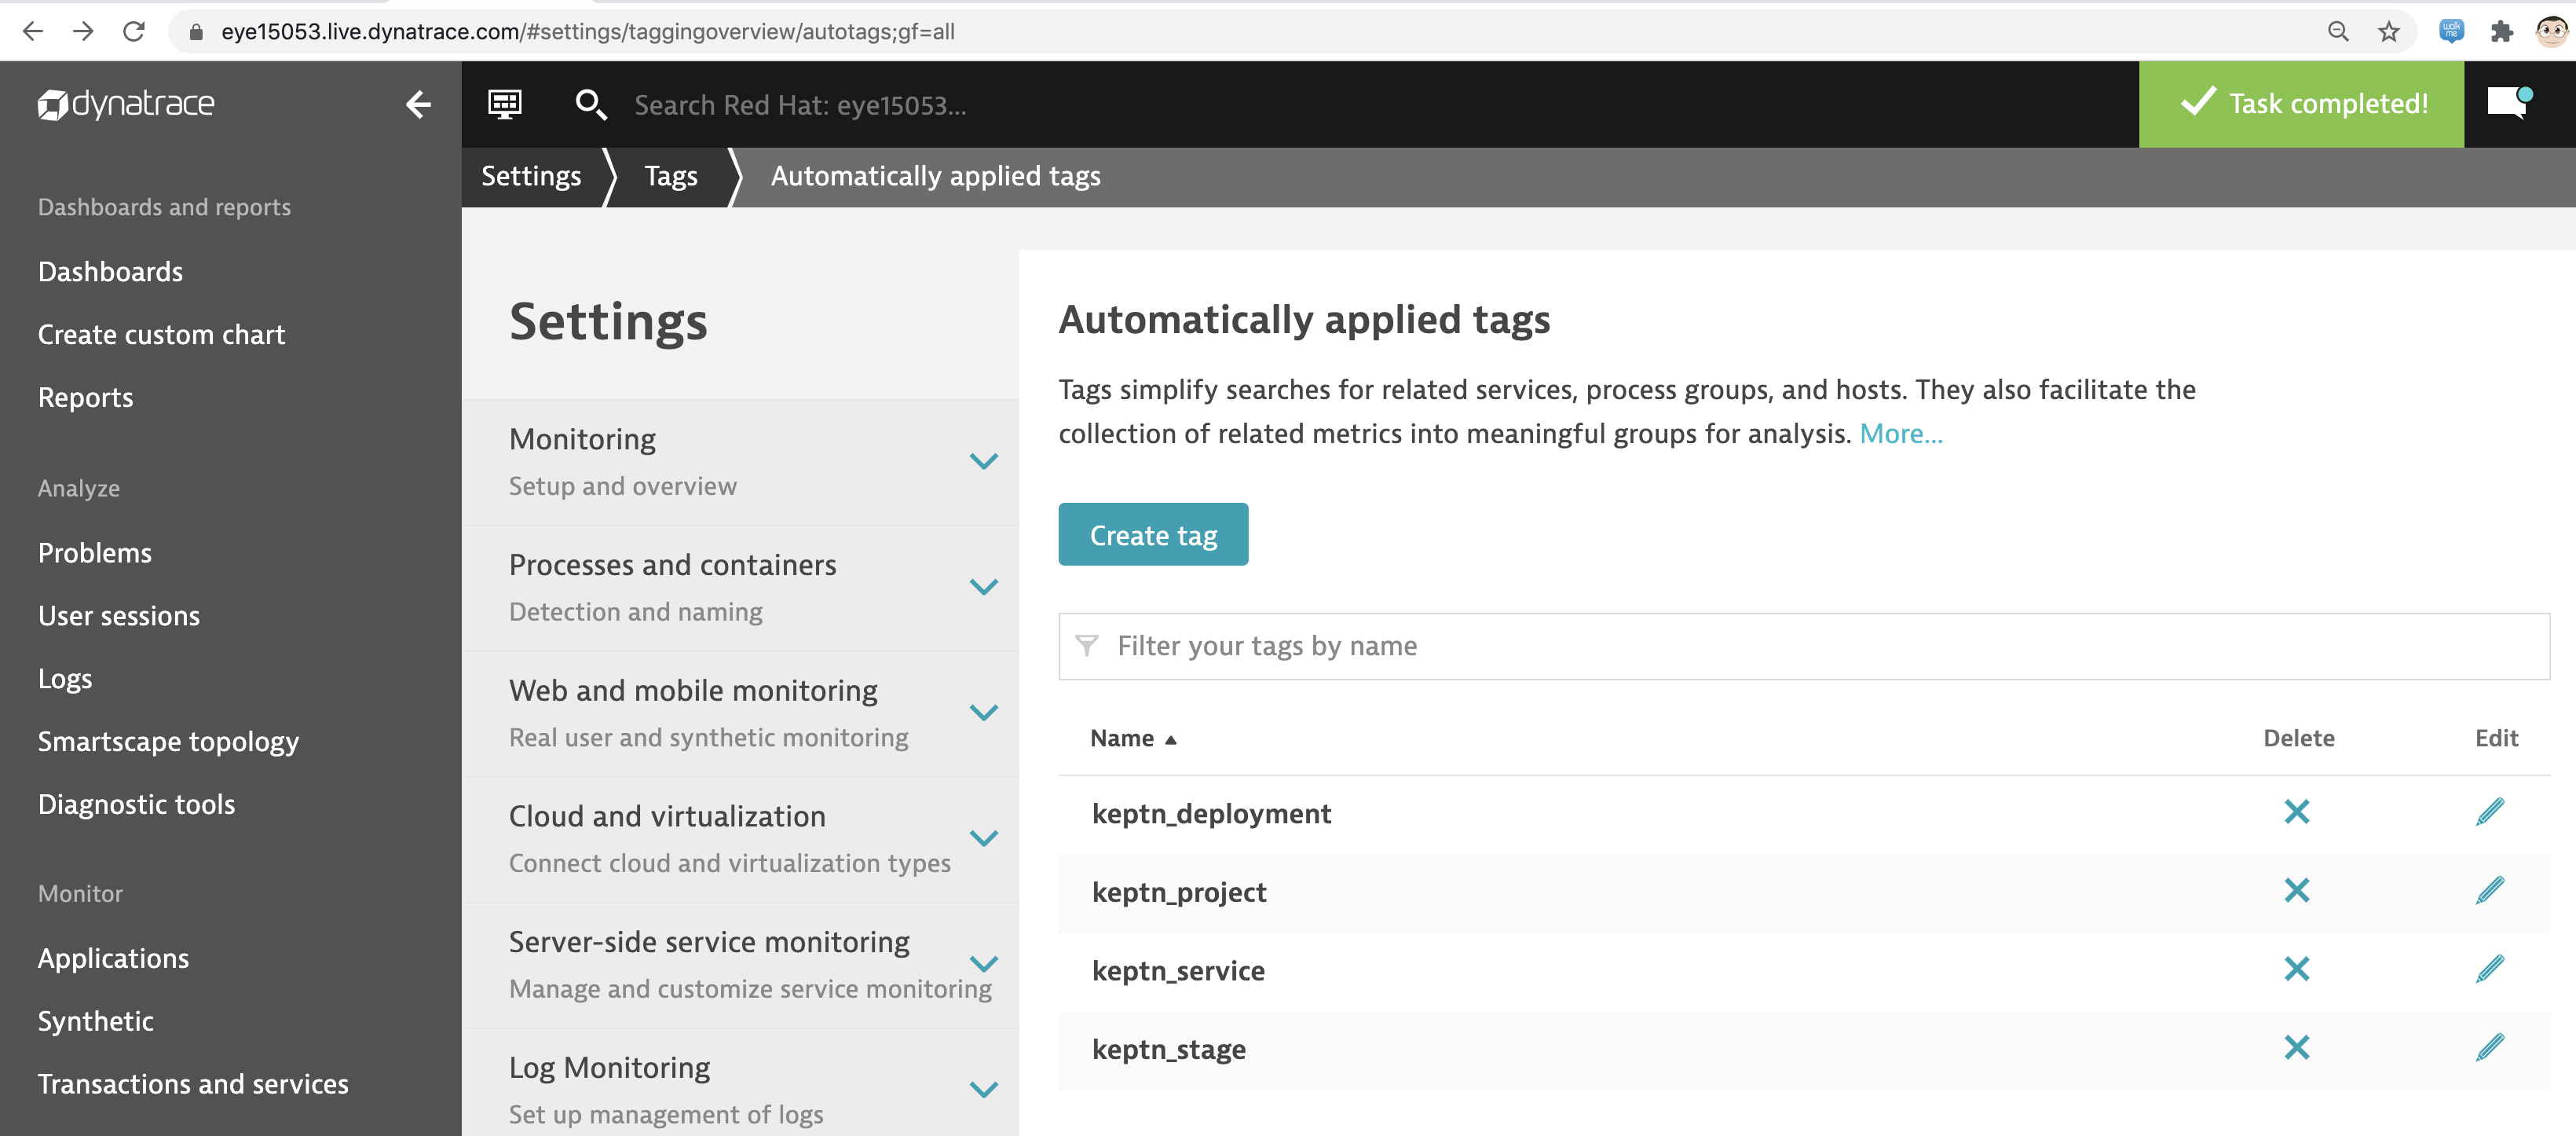 eye15053.live.dynatrace.com/#settings/taggingoverview/autotags;gf=all
walk me
dynatrace
Search Red Hat: eye15053...
Task completed!
Settings
Tags
Automatically applied tags
Dashboards and reports
Dashboards
Create custom chart
Reports
Analyze
Problems
User sessions
Logs
Smartscape topology
Diagnostic tools
Monitor
Applications
Synthetic
Transactions and services
Settings
Monitoring
Setup and overview
Processes and containers
Detection and naming
Web and mobile monitoring
Real user and synthetic monitoring
Cloud and virtualization
Connect cloud and virtualization types
Server-side service monitoring
Manage and customize service monitoring
Log Monitoring
Set up management of logs
Automatically applied tags
Tags simplify searches for related services, process groups, and hosts. They also facilitate the
collection of related metrics into meaningful groups for analysis. More...
Create tag
Filter your tags by name
Name Delete Edit
keptn_deployment
keptn_project
keptn_service
keptn_stage